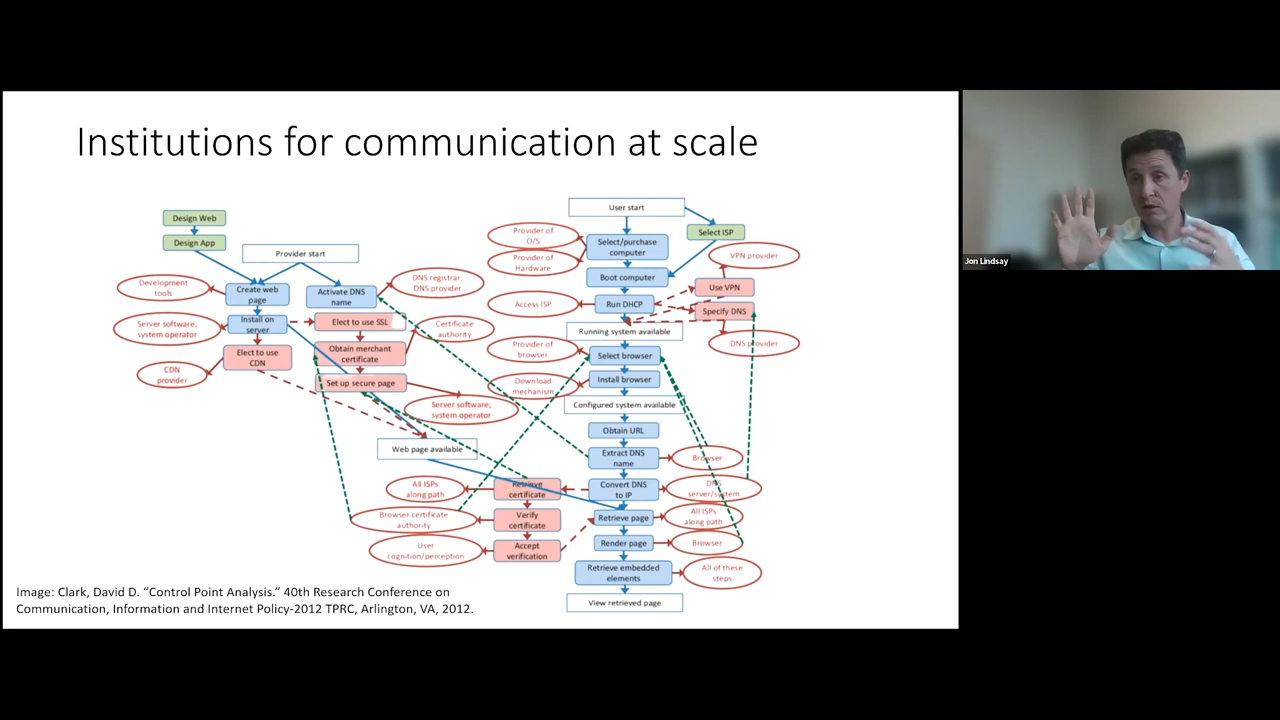 Institutions for communication at scale
Design Web
Design App
Provider start
Development
tools
Create web
page
Activate DNS
name
DNS registrar;
DNS provider
Server software;
system operator
Install on
server
Elect to use SSL
Certificate
authority
Elect to use
CDN
Obtain merchant
certificate
CDN
provider
Set up secure page
Server software;
system operator
Web page available
All ISPs
along path
Retrieve
certificate
Browser certificate
authority
Verify
certificate
User
cognition/perception
Accept
verification
User start
Provider of
O/S
Select/purchase
computer
Select ISP
Provider of
Hardware
Boot computer
VPN provider
Access ISP
Run DHCP
Use VPN
Specify DNS
Running system available
DNS provider
Provider of
browser
Select browser
Download
mechanism
Install browser
Configured system available
Obtain URL
Extract DNS
name
Browser
Convert DNS
to IP
DNS
server/system
Retrieve page
All ISPs
along path
Render page
Browser
Retrieve embedded
elements
All of these
steps
View retrieved page
Image: Clark, David D. “Control Point Analysis.” 40th Research Conference on
Communication, Information and Internet Policy-2012 TPRC, Arlington, VA, 2012.
Jon Lindsay